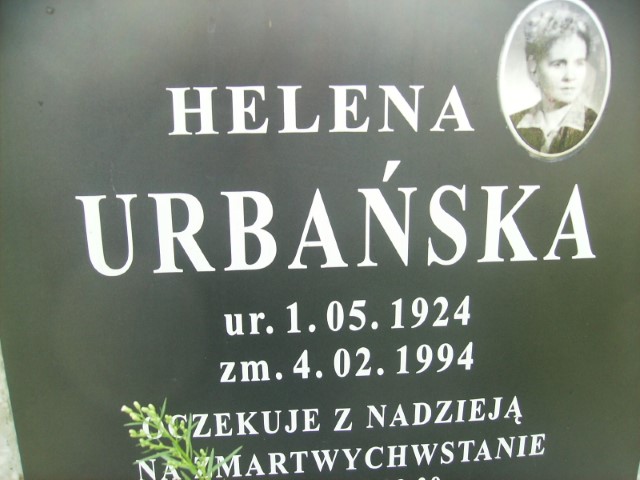 HELENA
URBAŃSKA
ur. 1.05.1924
zm. 4.02.1994
OCZEKUJE Z NADZIEJĄ
NA ZMARTWYCHWSTANIE